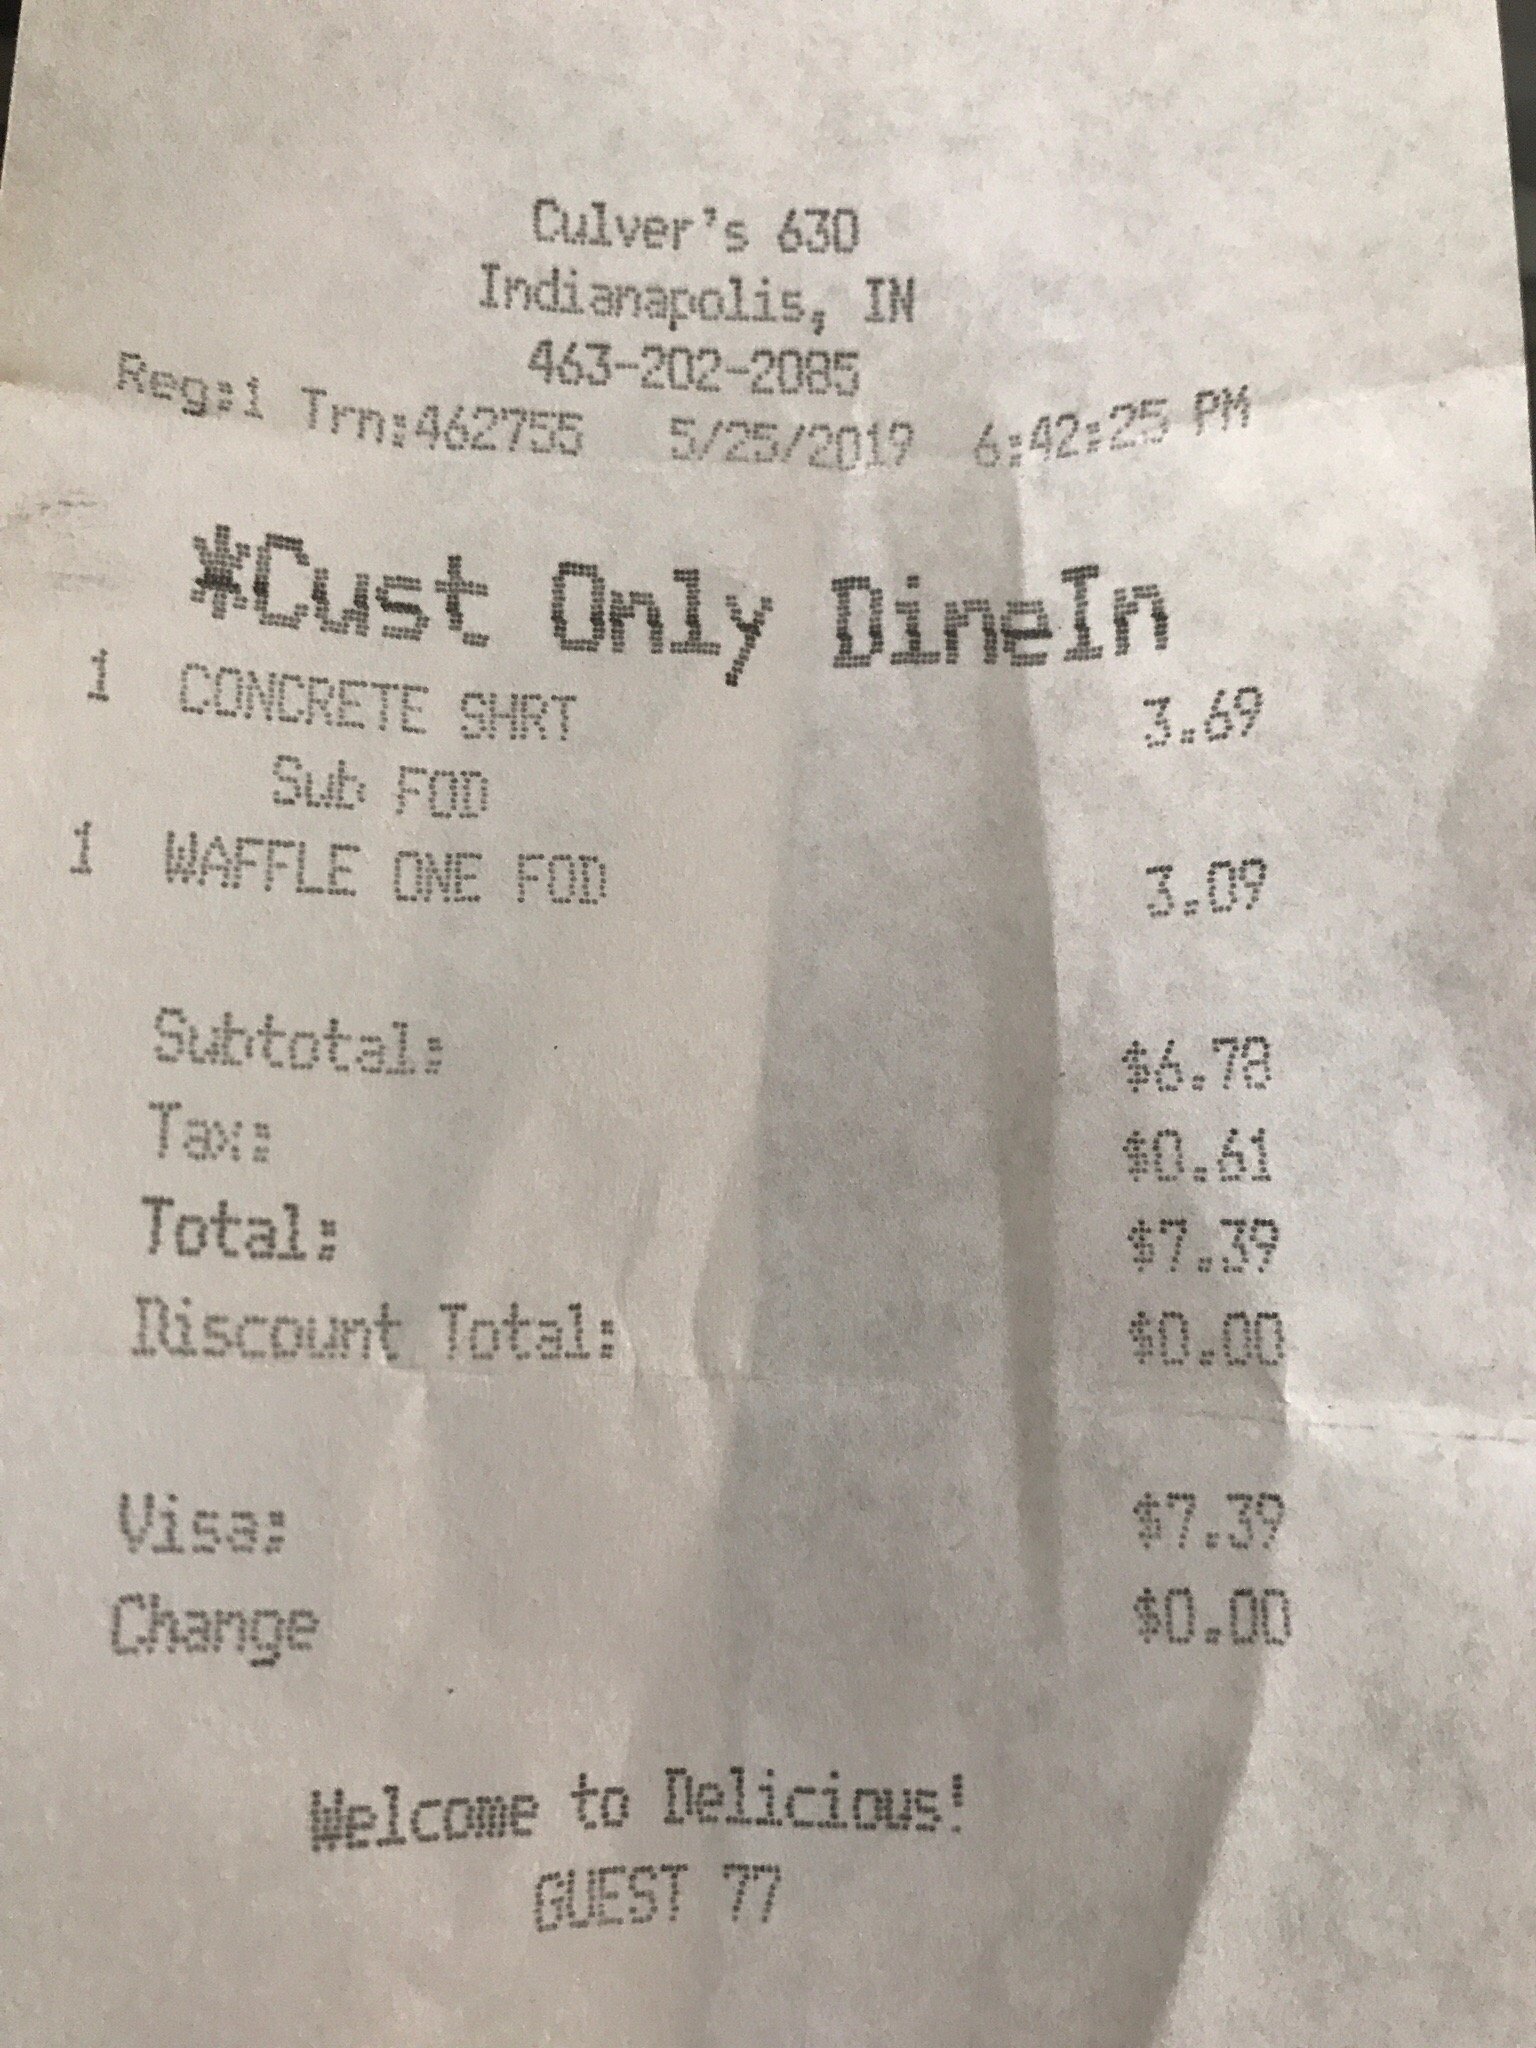 Culver's 630
Indianapolis, IN
463-202-2085
Reg:1 Trn:462755 5/25/2019 6:42:25 PM
*Cust Only DineIn
1 CONCRETE SHRT 3.69
Sub FOD
1 WAFFLE ONE FOD 3.09
Subtotal: $6.78
Tax: $0.61
Total: $7.39
Discount Total: $0.00
Visa: $7.39
Change $0.00
Welcome to Delicious!
GUEST 77